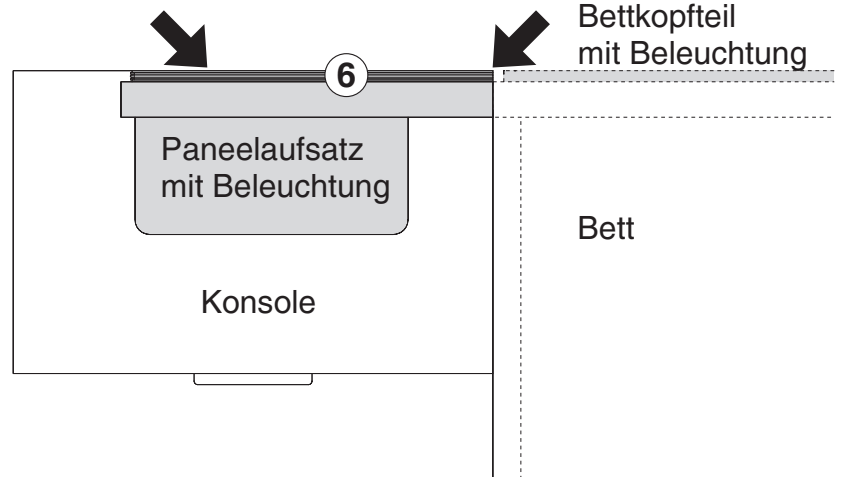 Bettkopfteil
mit Beleuchtung
6
Paneelaufsatz
mit Beleuchtung
Bett
Konsole